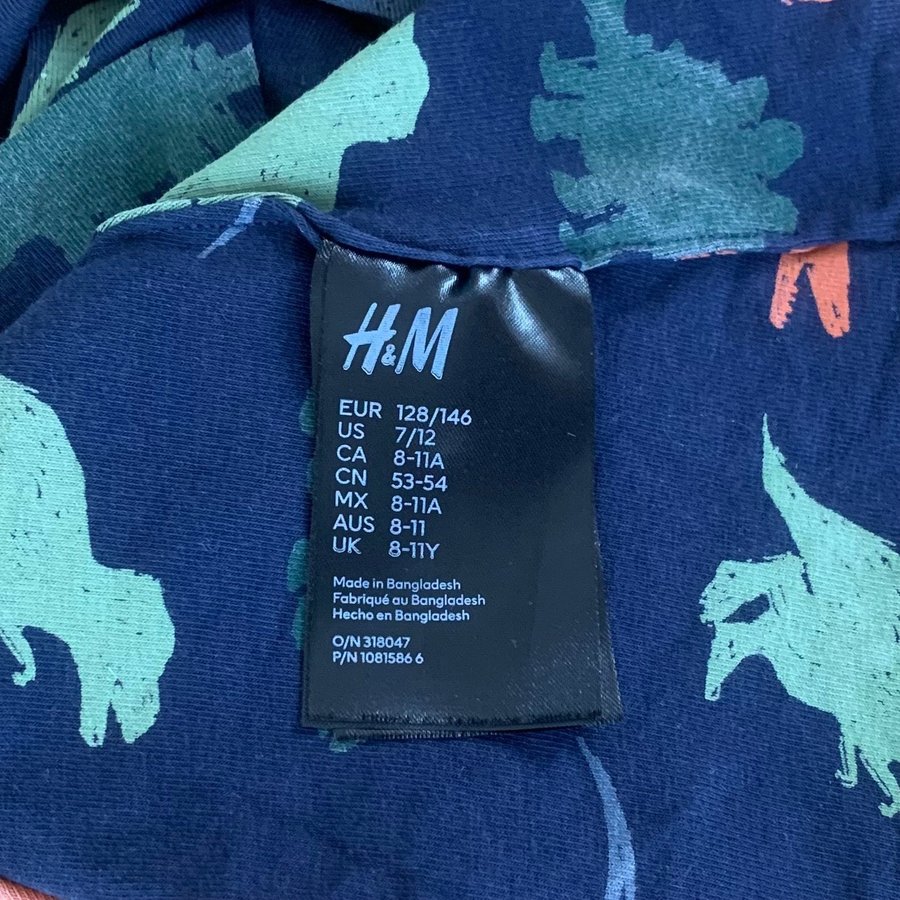 H&M
EUR 128/146
US 7/12
CA 8-11A
CN 53-54
MX 8-11A
AUS 8-11
UK 8-11Y
Made in Bangladesh
Fabriqué au Bangladesh
Hecho en Bangladesh
O/N 318047
P/N 1081586 6